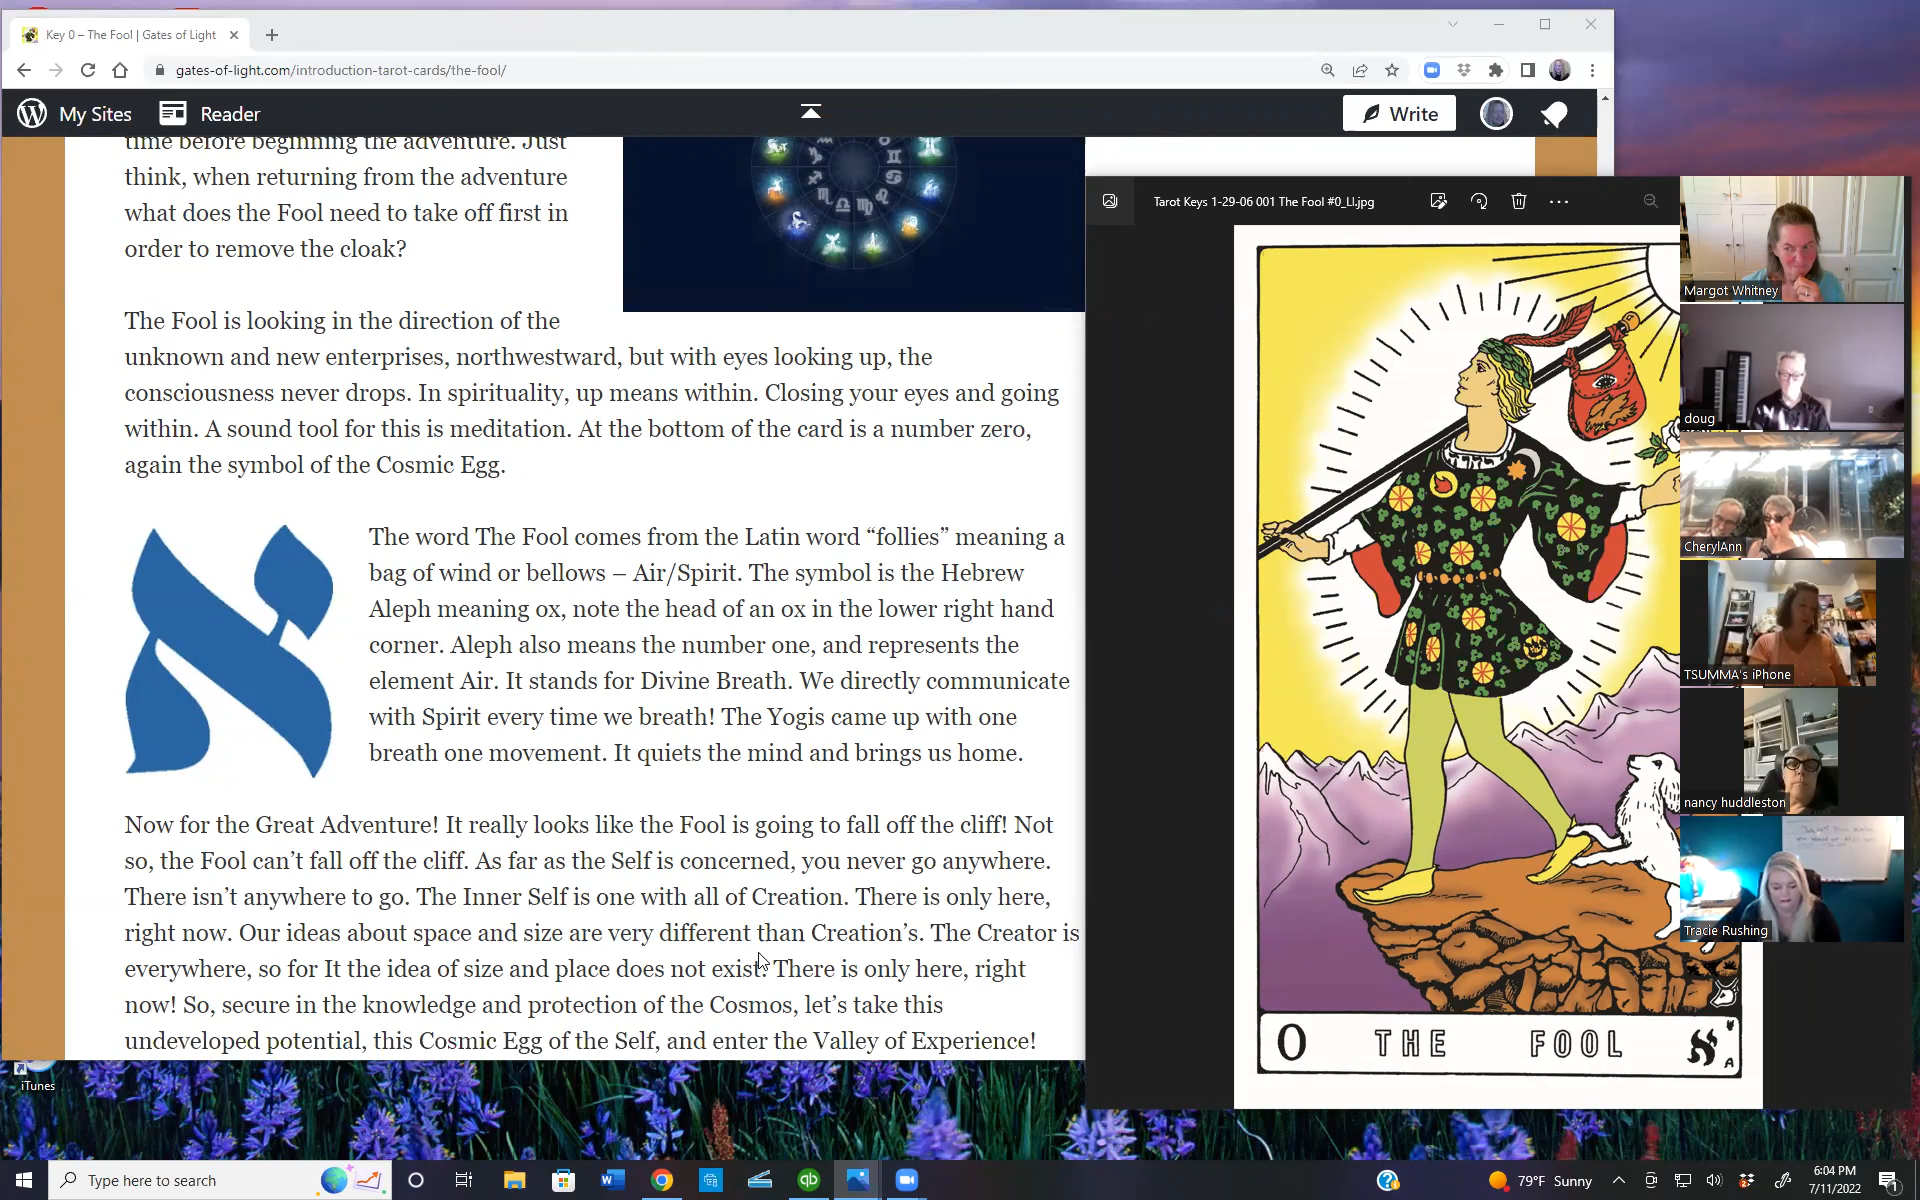 Key 0 – The Fool | Gates of Light
gates-of-light.com/introduction-tarot-cards/the-fool/
My Sites
Reader
Write
time before beginning the adventure. Just
think, when returning from the adventure
what does the Fool need to take off first in
order to remove the cloak?
The Fool is looking in the direction of the
unknown and new enterprises, northwestward, but with eyes looking up, the
consciousness never drops. In spirituality, up means within. Closing your eyes and going
within. A sound tool for this is meditation. At the bottom of the card is a number zero,
again the symbol of the Cosmic Egg.
א
The word The Fool comes from the Latin word “follies” meaning a
bag of wind or bellows – Air/Spirit. The symbol is the Hebrew
Aleph meaning ox, note the head of an ox in the lower right hand
corner. Aleph also means the number one, and represents the
element Air. It stands for Divine Breath. We directly communicate
with Spirit every time we breath! The Yogis came up with one
breath one movement. It quiets the mind and brings us home.
Now for the Great Adventure! It really looks like the Fool is going to fall off the cliff! Not
so, the Fool can’t fall off the cliff. As far as the Self is concerned, you never go anywhere.
There isn’t anywhere to go. The Inner Self is one with all of Creation. There is only here,
right now. Our ideas about space and size are very different than Creation’s. The Creator is
everywhere, so for It the idea of size and place does not exist! There is only here, right
now! So, secure in the knowledge and protection of the Cosmos, let’s take this
undeveloped potential, this Cosmic Egg of the Self, and enter the Valley of Experience!
Tarot Keys 1-29-06 001 The Fool #0_LI.jpg
0 THE FOOL א
A
Margot Whitney
doug
CherylAnn
TSUMMA's iPhone
nancy huddleston
Tracie Rushing
iTunes
Type here to search
79°F Sunny
6:04 PM
7/11/2022
1